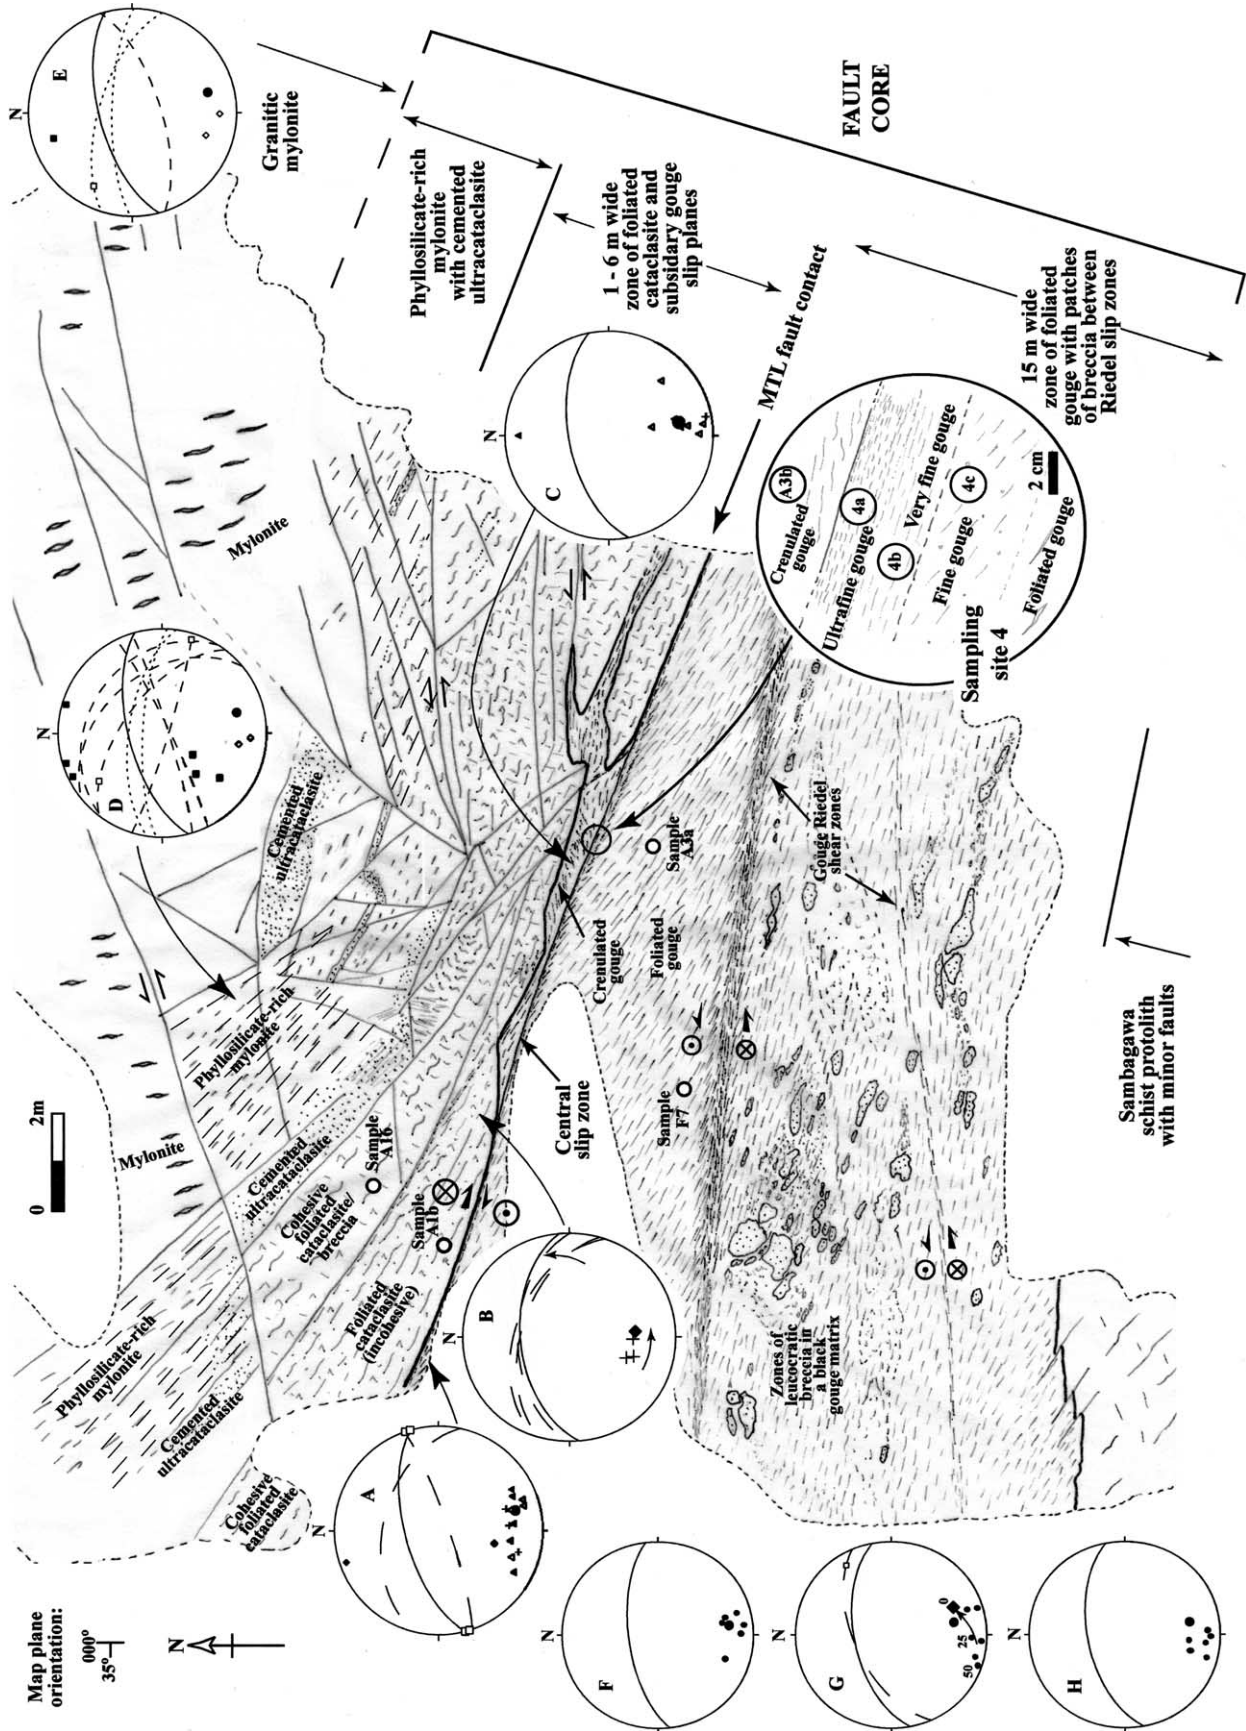 Map plane
orientation:
000°
35°
N
0
2m
N
A
N
B
N
C
N
D
N
E
N
F
N
G
0
25
50
N
H
Phyllosilicate-rich
mylonite
Cemented
ultracataclasite
Cohesive
foliated
cataclasite
Mylonite
Phyllosilicate-rich
mylonite
Cemented
ultracataclasite
Cohesive
foliated
cataclasite/
breccia
Sample
A16
Sample
A1b
Foliated
cataclasite
(incohesive)
Cemented
ultracataclasite
Mylonite
Granitic
mylonite
Phyllosilicate-rich
mylonite
with cemented
ultracataclasite
1 - 6 m wide
zone of foliated
cataclasite and
subsidary gouge
slip planes
MTL fault contact
FAULT
CORE
15 m wide
zone of foliated
gouge with patches
of breccia between
Riedel slip zones
Central
slip zone
Crenulated
gouge
Foliated
gouge
Sample
A3a
Sample
F7
Gouge Riedel
shear zones
Zones of
leucocratic
breccia in
a black
gouge matrix
Crenulated
gouge
A3b
Ultrafine gouge
4a
4b
Very fine gouge
Fine gouge
4c
Foliated gouge
2 cm
Sampling
site 4
Sambagawa
schist protolith
with minor faults